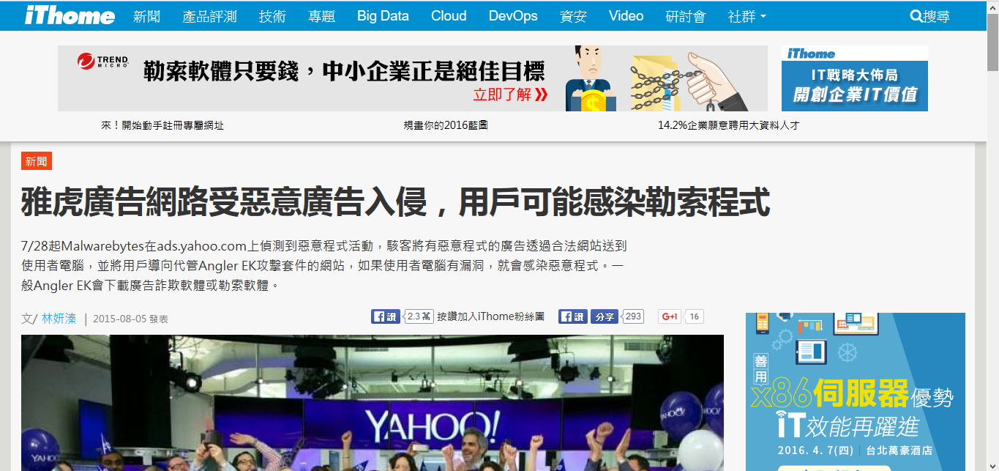 iThome 新聞 產品評測 技術 專題 Big Data Cloud DevOps 資安 Video 研討會 社群 搜尋
TREND MICRO
勒索軟體只要錢，中小企業正是絕佳目標
立即了解
iThome
IT戰略大佈局
開創企業IT價值
來！開始動手註冊專屬網址 規畫你的2016藍圖 14.2%企業願意聘用大資料人才
新聞
雅虎廣告網路受惡意廣告入侵，用戶可能感染勒索程式
7/28起Malwarebytes在ads.yahoo.com上偵測到惡意程式活動，駭客將有惡意程式的廣告透過合法網站送到
使用者電腦，並將用戶導向代管Angler EK攻擊套件的網站，如果使用者電腦有漏洞，就會感染惡意程式。一
般Angler EK會下載廣告詐欺軟體或勒索軟體。
文/ 林妍溱 | 2015-08-05 發表
讚 2.3 萬 按讚加入iThome粉絲團 讚 分享 293 G+1 16
YAHOO!
YAHOO!
YAHOO!
善用
x86伺服器優勢
iT效能再躍進
2016. 4. 7(四) | 台北萬豪酒店